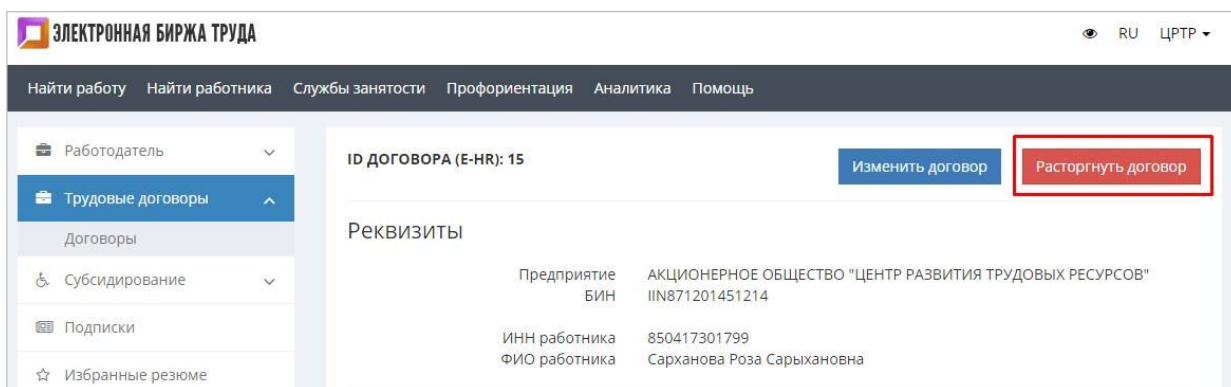 ЭЛЕКТРОННАЯ БИРЖА ТРУДА
RU ЦРТР
Найти работу Найти работника Службы занятости Профориентация Аналитика Помощь
Работодатель
Трудовые договоры
Договоры
Субсидирование
Подписки
Избранные резюме
ID ДОГОВОРА (E-HR): 15
Изменить договор Расторгнуть договор
Реквизиты
Предприятие АКЦИОНЕРНОЕ ОБЩЕСТВО "ЦЕНТР РАЗВИТИЯ ТРУДОВЫХ РЕСУРСОВ"
БИН IIN871201451214
ИНН работника 850417301799
ФИО работника Сарханова Роза Сарыхановна